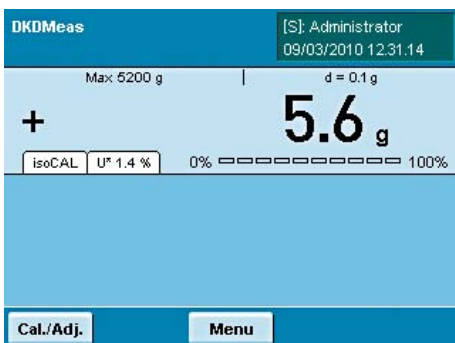 DKDMeas
[S]: Administrator
09/03/2010 12.31.14
Max 5200 g
d = 0.1 g
+ 5.6 g
isoCAL U* 1.4 % 0% 100%
Cal./Adj. Menu